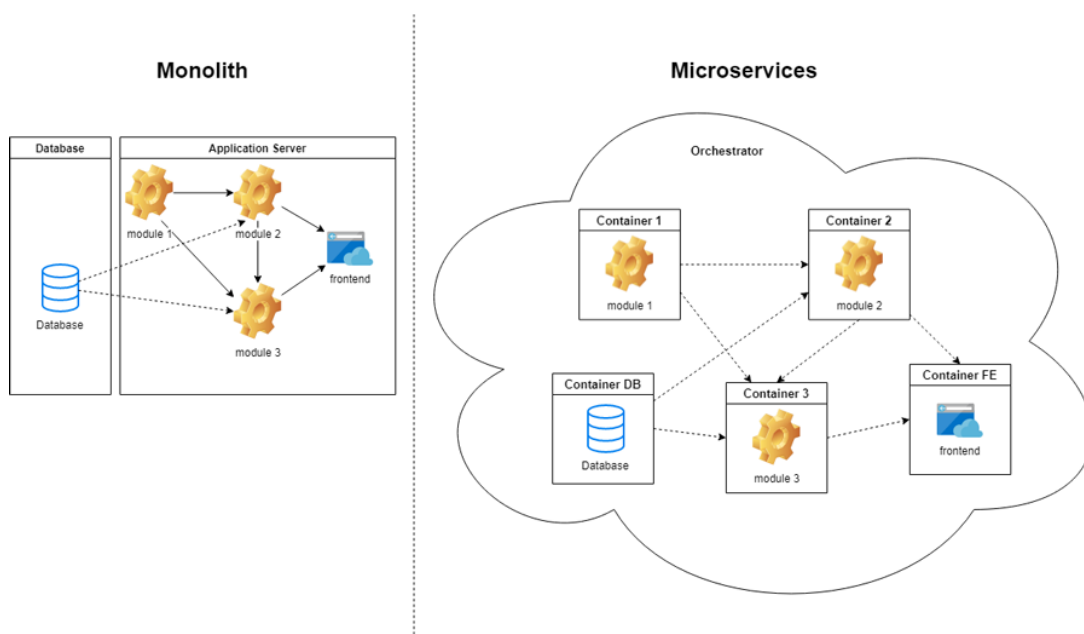 Monolith
Database
Application Server
module 1
module 2
frontend
Database
module 3
Microservices
Orchestrator
Container 1
module 1
Container 2
module 2
Container DB
Database
Container 3
module 3
Container FE
frontend